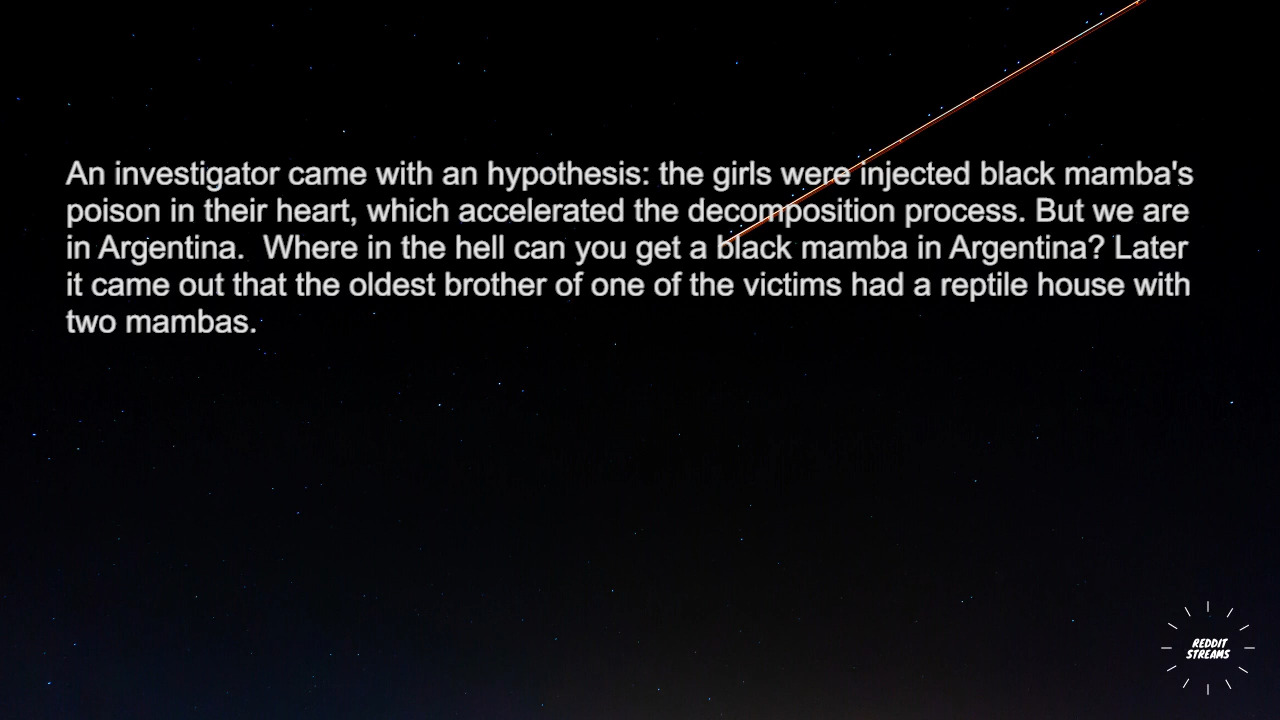 An investigator came with an hypothesis: the girls were injected black mamba's
poison in their heart, which accelerated the decomposition process. But we are
in Argentina.  Where in the hell can you get a black mamba in Argentina? Later
it came out that the oldest brother of one of the victims had a reptile house with
two mambas.
REDDIT
STREAMS